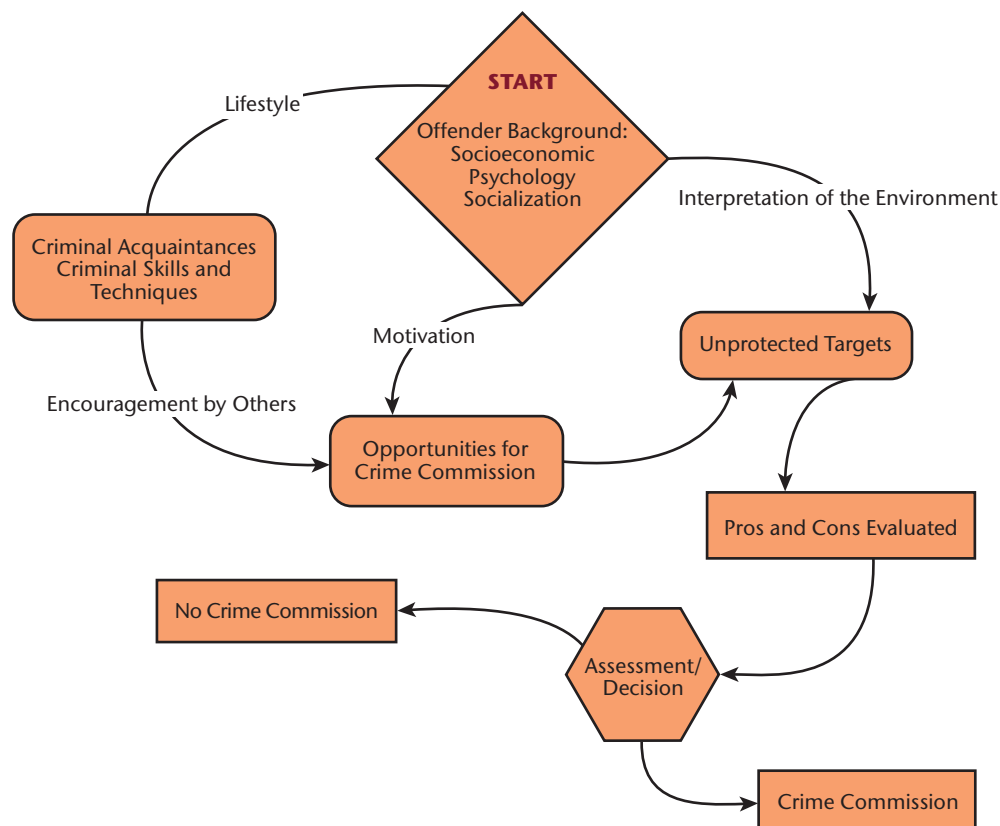 START
Offender Background:
Socioeconomic
Psychology
Socialization
Lifestyle
Interpretation of the Environment
Criminal Acquaintances
Criminal Skills and
Techniques
Motivation
Unprotected Targets
Encouragement by Others
Opportunities for
Crime Commission
Pros and Cons Evaluated
No Crime Commission
Assessment/
Decision
Crime Commission